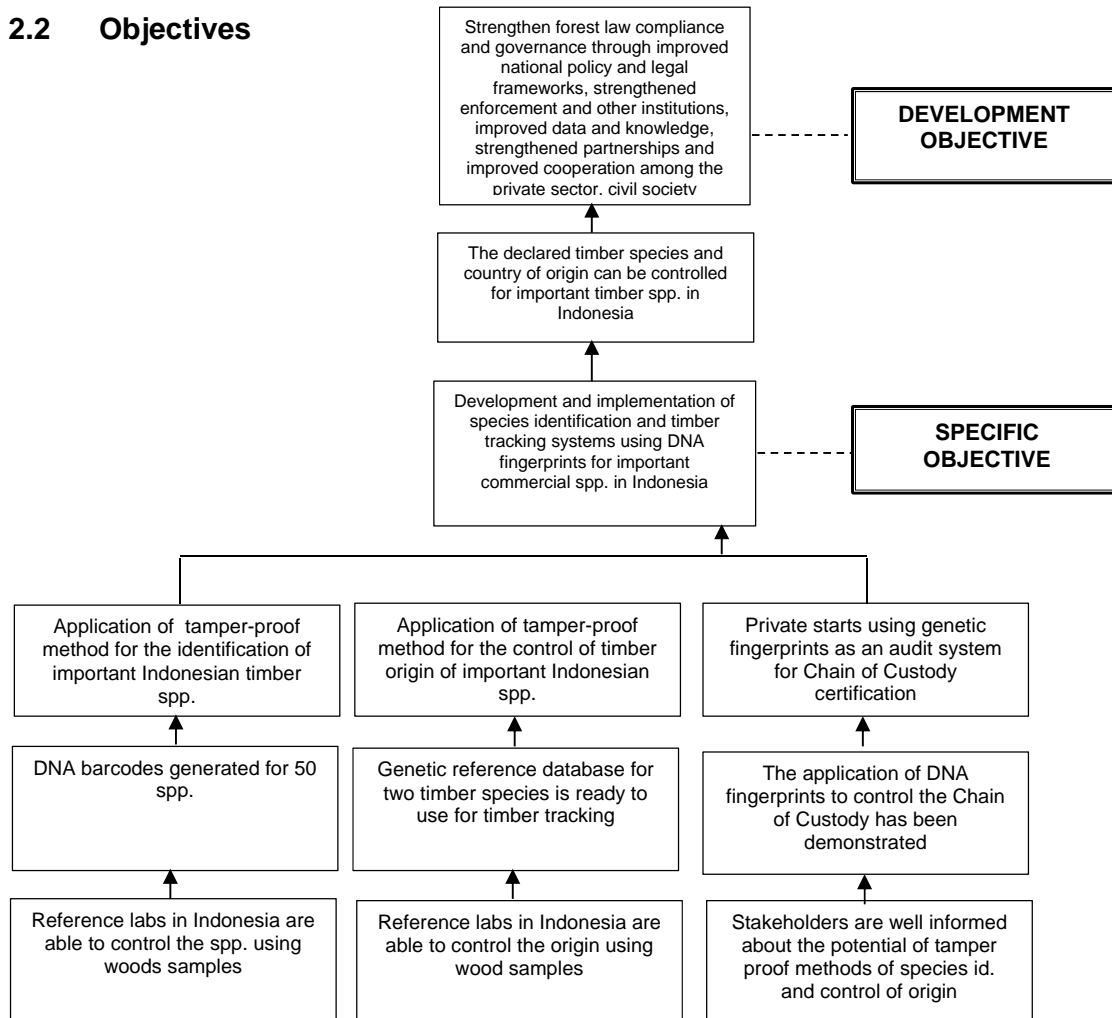 2.2 Objectives
Strengthen forest law compliance
and governance through improved
national policy and legal
frameworks, strengthened
enforcement and other institutions,
improved data and knowledge,
strengthened partnerships and
improved cooperation among the
private sector, civil society
DEVELOPMENT
OBJECTIVE
The declared timber species and
country of origin can be controlled
for important timber spp. in
Indonesia
Development and implementation of
species identification and timber
tracking systems using DNA
fingerprints for important
commercial spp. in Indonesia
SPECIFIC
OBJECTIVE
Application of tamper-proof
method for the identification of
important Indonesian timber
spp.
Application of tamper-proof
method for the control of timber
origin of important Indonesian
spp.
Private starts using genetic
fingerprints as an audit system
for Chain of Custody
certification
DNA barcodes generated for 50
spp.
Genetic reference database for
two timber species is ready to
use for timber tracking
The application of DNA
fingerprints to control the Chain
of Custody has been
demonstrated
Reference labs in Indonesia are
able to control the spp. using
woods samples
Reference labs in Indonesia are
able to control the origin using
wood samples
Stakeholders are well informed
about the potential of tamper
proof methods of species id.
and control of origin